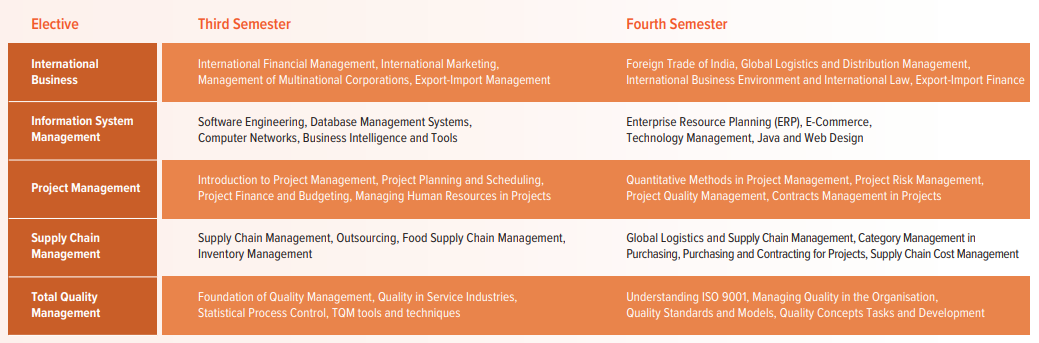 Elective Third Semester Fourth Semester
International
Business
International Financial Management, International Marketing,
Management of Multinational Corporations, Export-Import Management
Foreign Trade of India, Global Logistics and Distribution Management,
International Business Environment and International Law, Export-Import Finance
Information System
Management
Software Engineering, Database Management Systems,
Computer Networks, Business Intelligence and Tools
Enterprise Resource Planning (ERP), E-Commerce,
Technology Management, Java and Web Design
Project Management
Introduction to Project Management, Project Planning and Scheduling,
Project Finance and Budgeting, Managing Human Resources in Projects
Quantitative Methods in Project Management, Project Risk Management,
Project Quality Management, Contracts Management in Projects
Supply Chain
Management
Supply Chain Management, Outsourcing, Food Supply Chain Management,
Inventory Management
Global Logistics and Supply Chain Management, Category Management in
Purchasing, Purchasing and Contracting for Projects, Supply Chain Cost Management
Total Quality
Management
Foundation of Quality Management, Quality in Service Industries,
Statistical Process Control, TQM tools and techniques
Understanding ISO 9001, Managing Quality in the Organisation,
Quality Standards and Models, Quality Concepts Tasks and Development